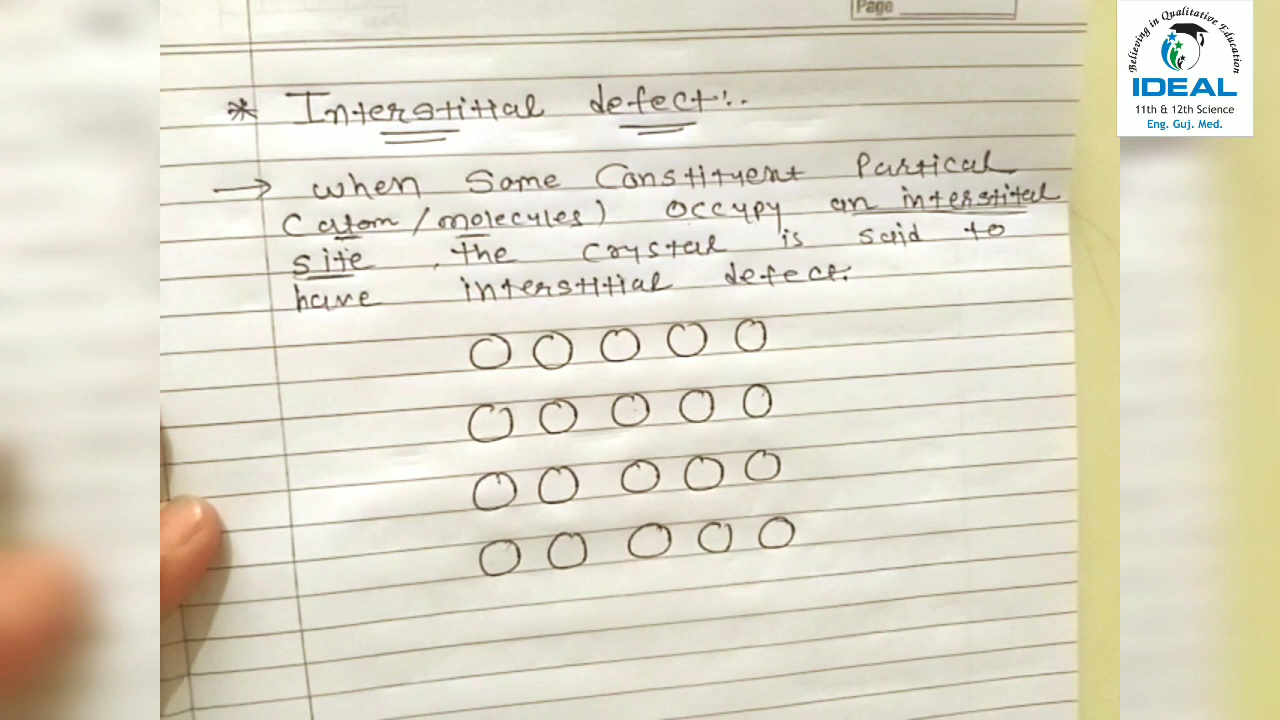 Page
Believing in Qualitative Education
IDEAL
11th & 12th Science
Eng. Guj. Med.
* Interstitial defect:.
→ When Some Constituent Partical
(atom/molecules) occupy an interstital
site, the crystal is said to
have interstitial defect.